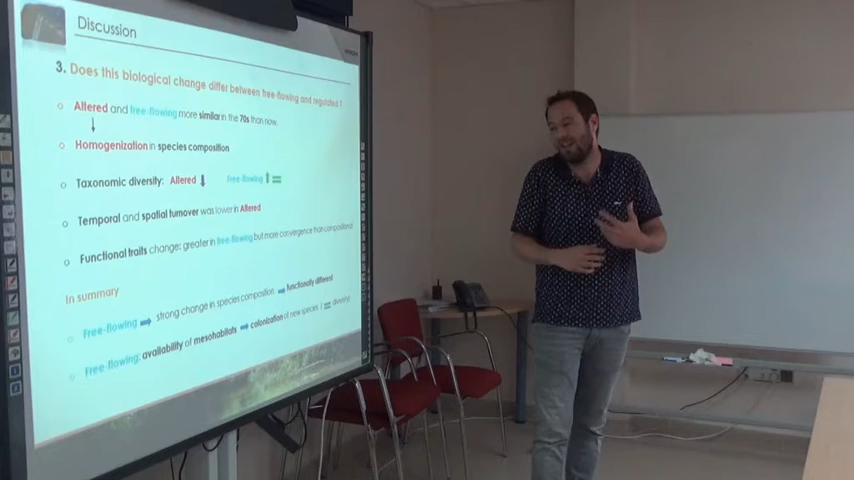 Discussion
3. Does this biological change differ between free-flowing and regulated ?
Altered and free-flowing more similar in the 70s than now.
Homogenization in species composition
Taxonomic diversity: Altered Free-flowing =
Temporal and spatial turnover was lower in Altered
Functional traits change: greater in free-flowing but more convergence than compositional
In summary
Free-flowing strong change in species composition functionally different
Free-flowing: availability of mesohabitats colonization of new species = diversity